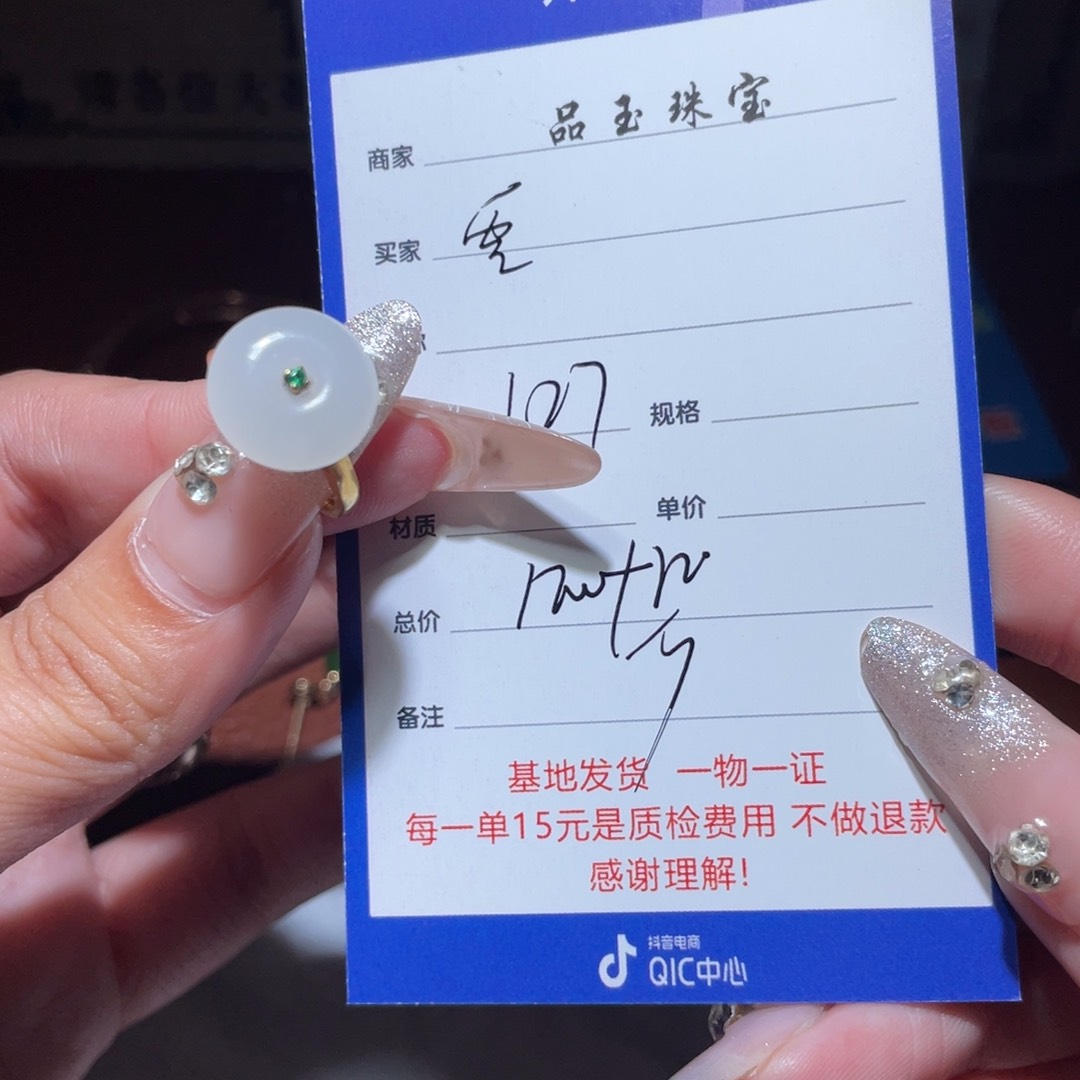 商家 品玉珠宝
买家
107 规格
材质 单价
总价
备注
基地发货 一物一证
每一单15元是质检费用 不做退款
感谢理解!
抖音电商
QIC中心